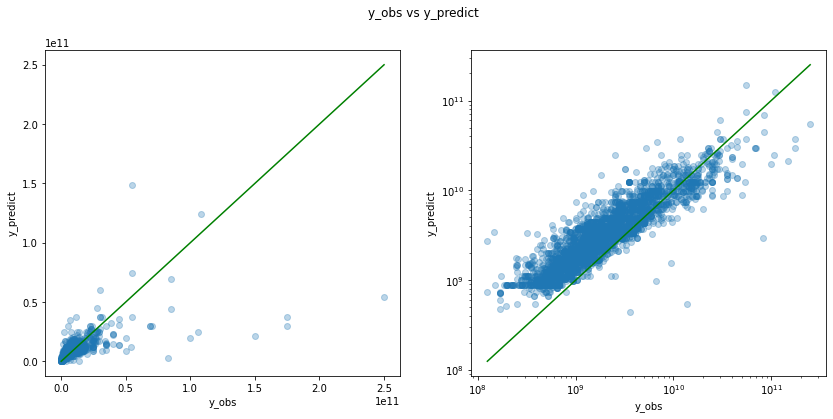 y_obs vs y_predict
1e11
2.5
2.0
1.5
1.0
0.5
0.0
y_predict
0.0 0.5 1.0 1.5 2.0 2.5
y_obs
1e11
10¹¹
10¹⁰
10⁹
10⁸
y_predict
10⁸ 10⁹ 10¹⁰ 10¹¹
y_obs